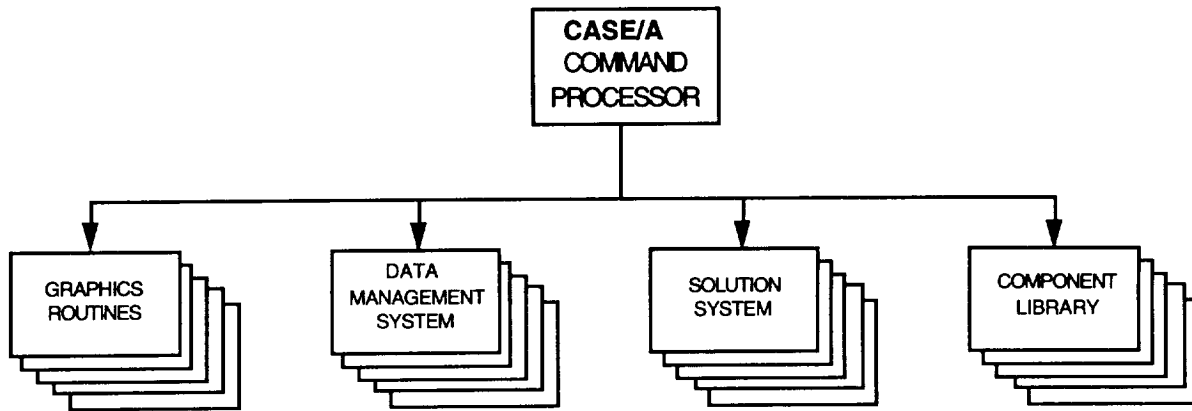 CASE/A
COMMAND
PROCESSOR
GRAPHICS
ROUTINES
DATA
MANAGEMENT
SYSTEM
SOLUTION
SYSTEM
COMPONENT
LIBRARY